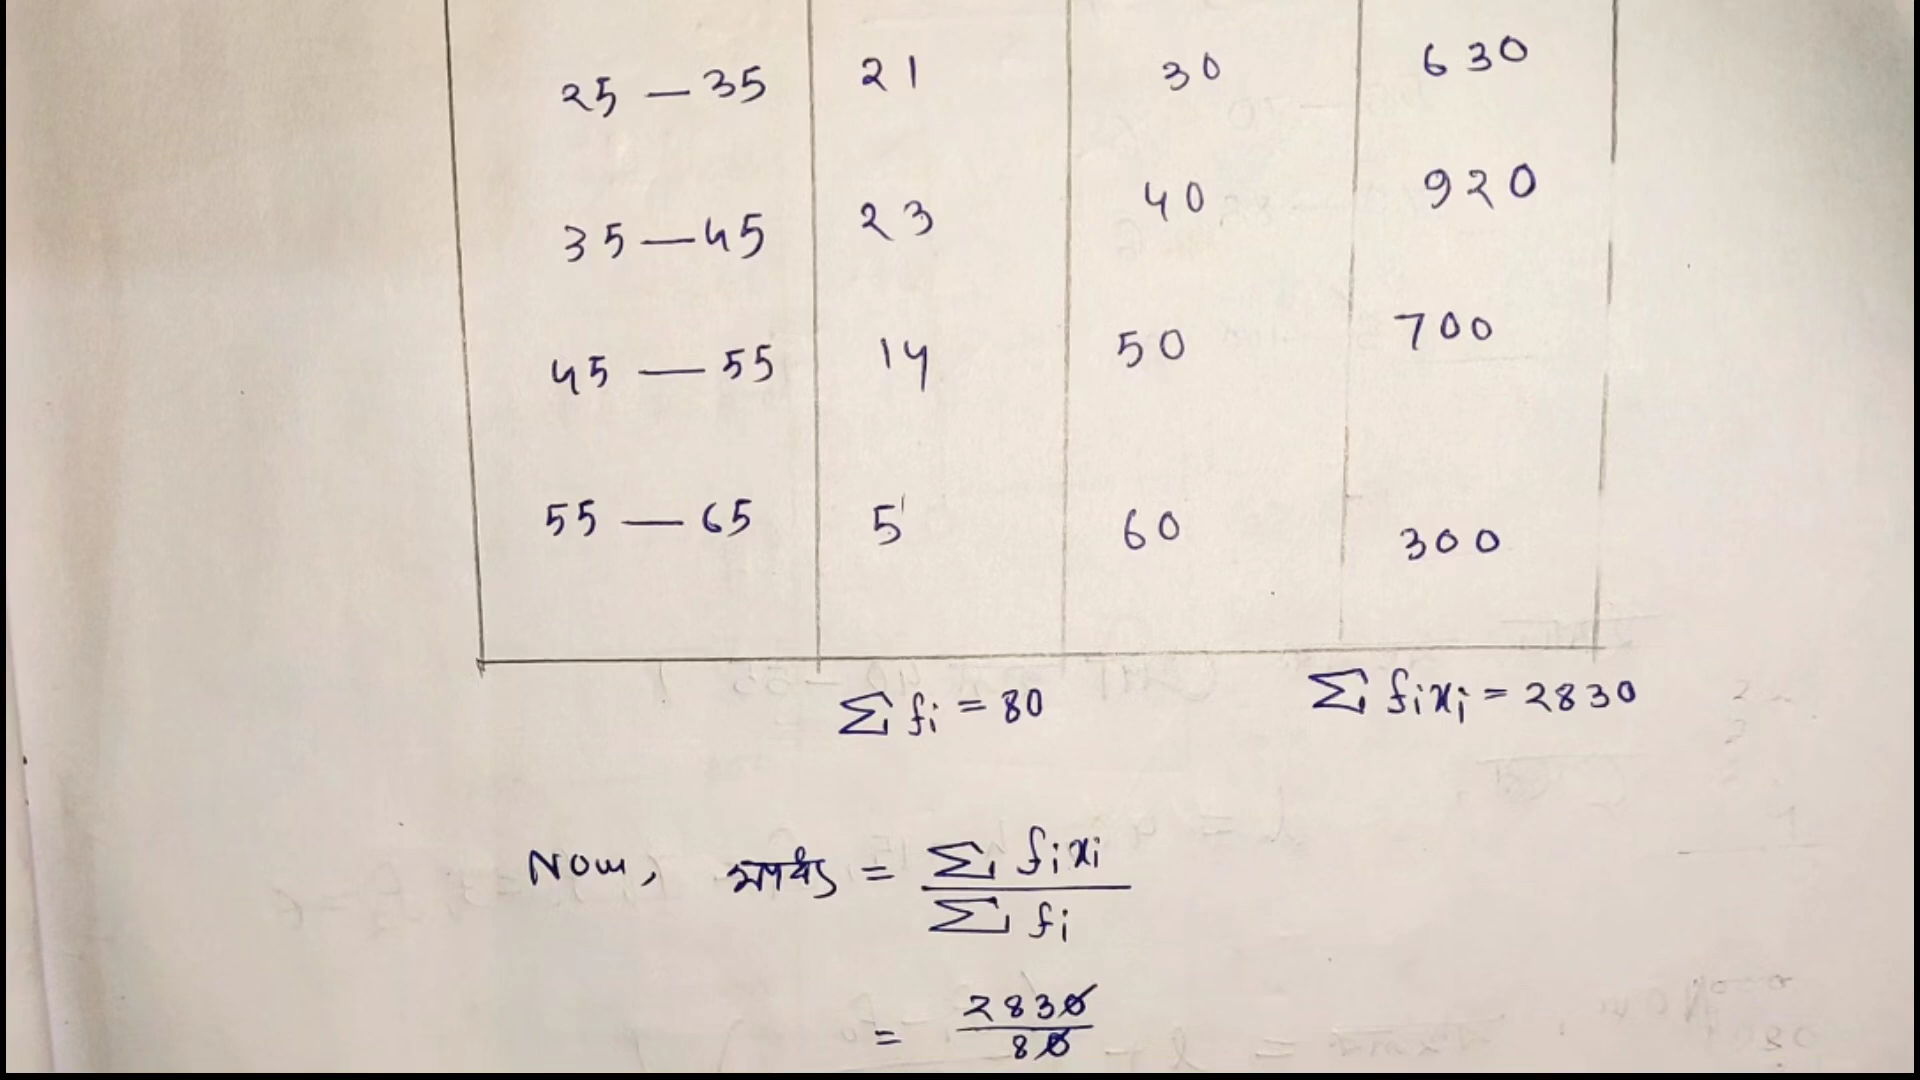 25 — 35 21 30 630
35 — 45 23 40 920
45 — 55 14 50 700
55 — 65 5 60 300
Σ fi = 80 Σ fixi = 2830
Now, माध्य = Σ fixi / Σ fi
= 2830 / 80